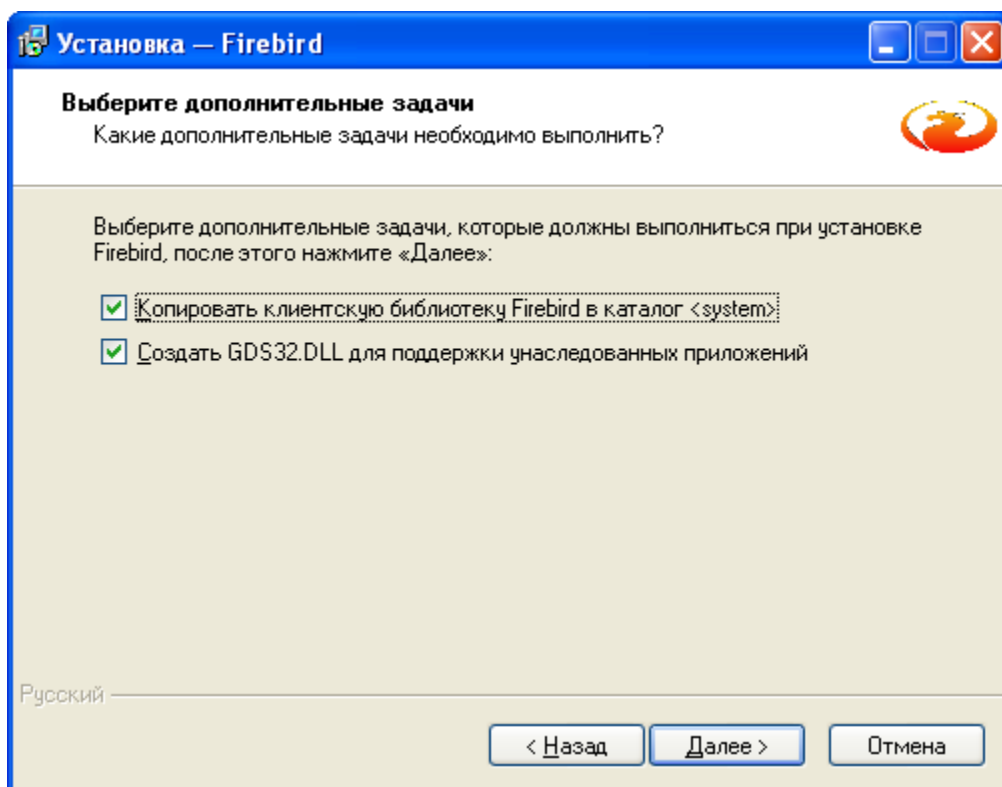 Установка — Firebird
Выберите дополнительные задачи
Какие дополнительные задачи необходимо выполнить?
Выберите дополнительные задачи, которые должны выполниться при установке
Firebird, после этого нажмите «Далее»:
Копировать клиентскую библиотеку Firebird в каталог <system>
Создать GDS32.DLL для поддержки унаследованных приложений
Русский
< Назад
Далее >
Отмена